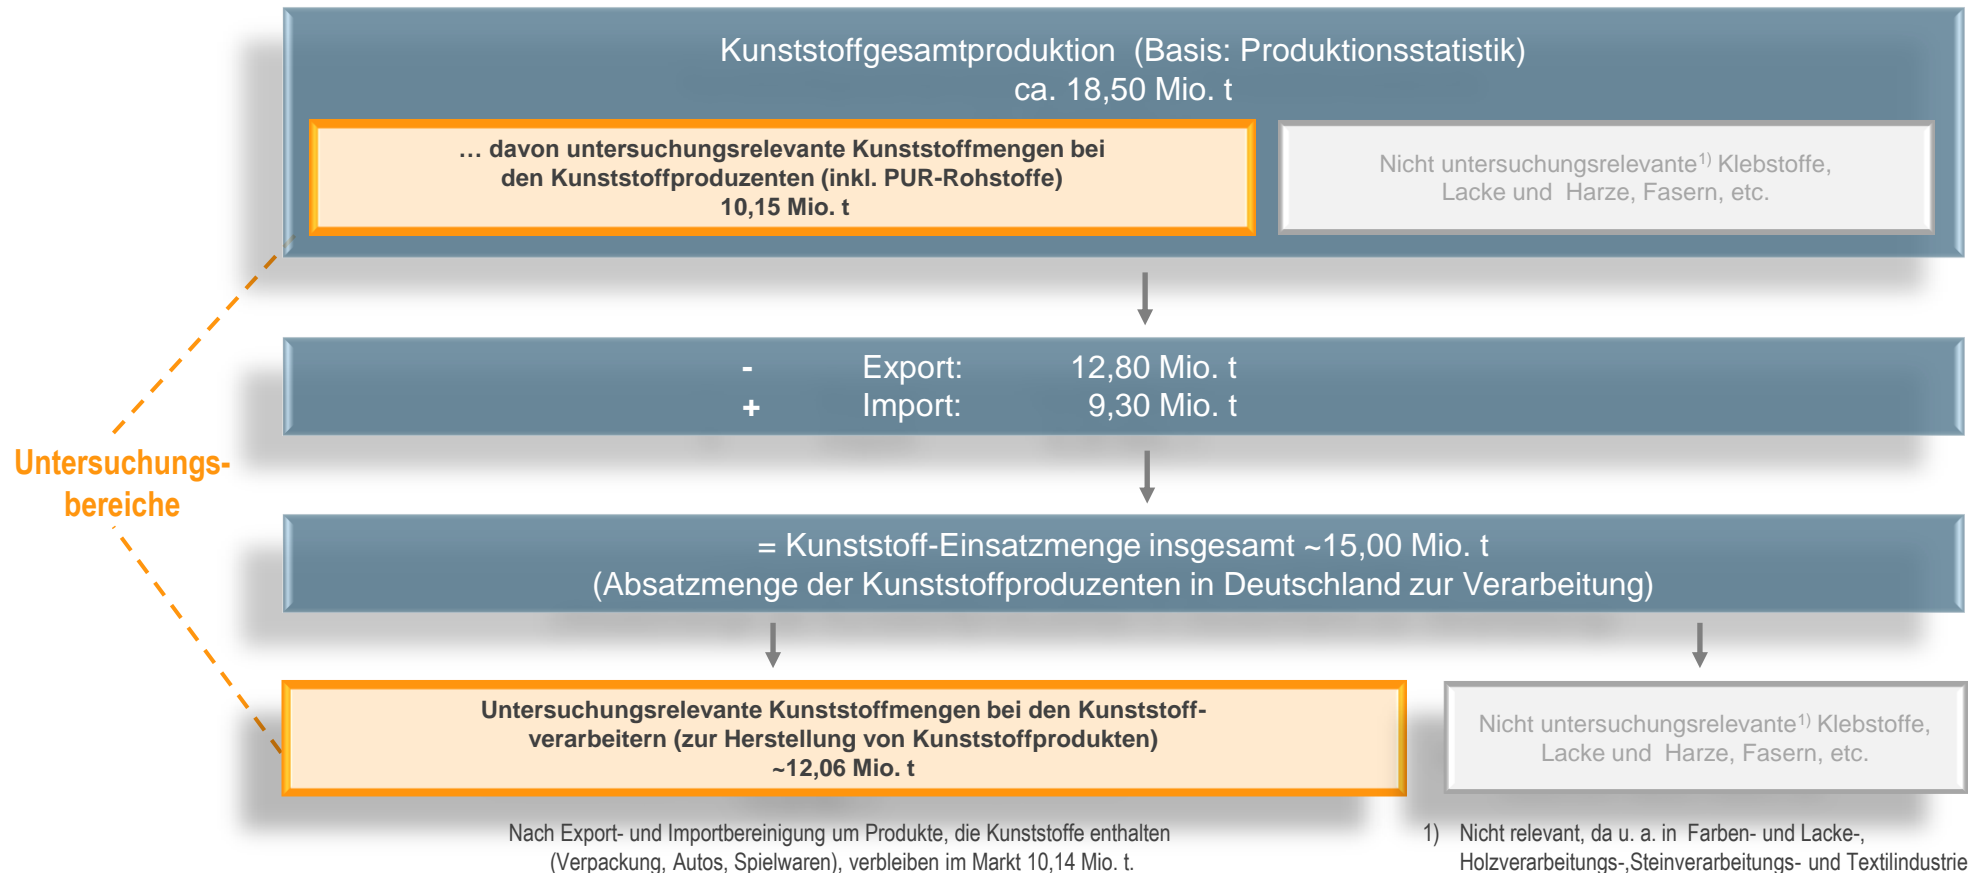 Kunststoffgesamtproduktion (Basis: Produktionsstatistik)
ca. 18,50 Mio. t
… davon untersuchungsrelevante Kunststoffmengen bei
den Kunststoffproduzenten (inkl. PUR-Rohstoffe)
10,15 Mio. t
Nicht untersuchungsrelevante1) Klebstoffe,
Lacke und Harze, Fasern, etc.
- Export: 12,80 Mio. t
+ Import: 9,30 Mio. t
Untersuchungs-
bereiche
= Kunststoff-Einsatzmenge insgesamt ~15,00 Mio. t
(Absatzmenge der Kunststoffproduzenten in Deutschland zur Verarbeitung)
Untersuchungsrelevante Kunststoffmengen bei den Kunststoff-
verarbeitern (zur Herstellung von Kunststoffprodukten)
~12,06 Mio. t
Nicht untersuchungsrelevante1) Klebstoffe,
Lacke und Harze, Fasern, etc.
Nach Export- und Importbereinigung um Produkte, die Kunststoffe enthalten
(Verpackung, Autos, Spielwaren), verbleiben im Markt 10,14 Mio. t.
1) Nicht relevant, da u. a. in Farben- und Lacke-,
Holzverarbeitungs-,Steinverarbeitungs- und Textilindustrie